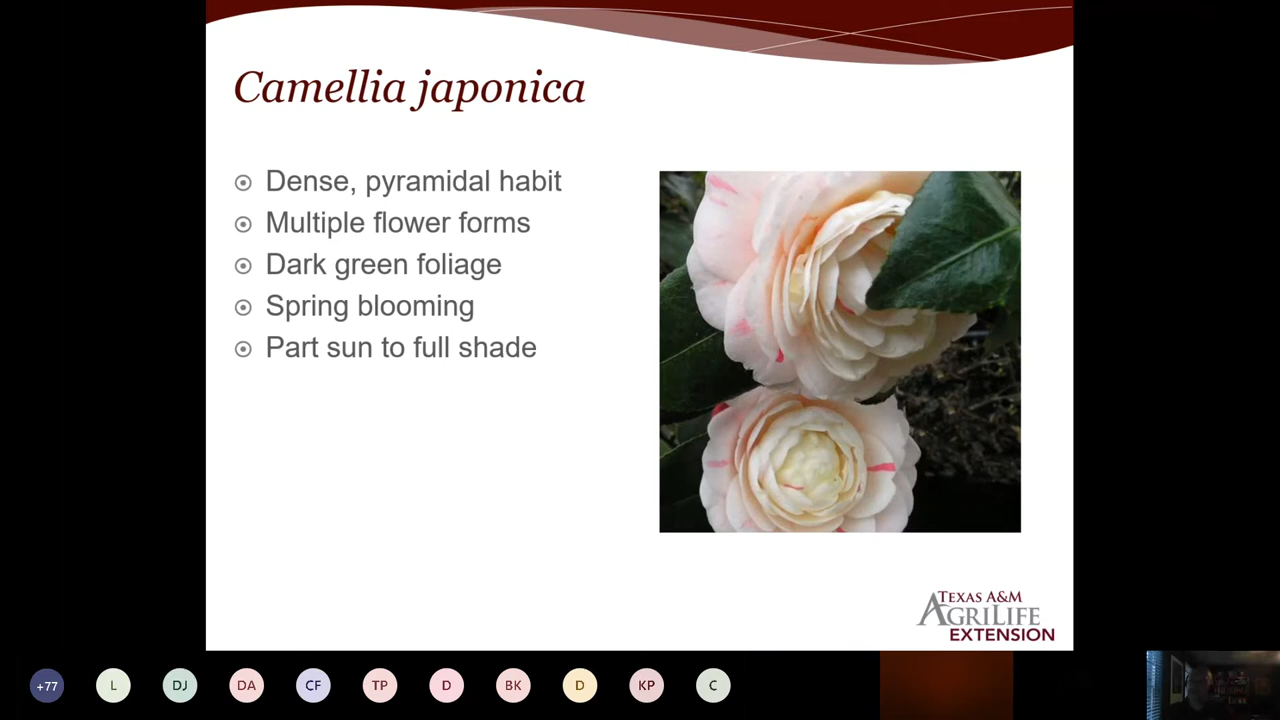 Camellia japonica
Dense, pyramidal habit
Multiple flower forms
Dark green foliage
Spring blooming
Part sun to full shade
TEXAS A&M
AGRILIFE
EXTENSION
+77
L
DJ
DA
CF
TP
D
BK
D
KP
C